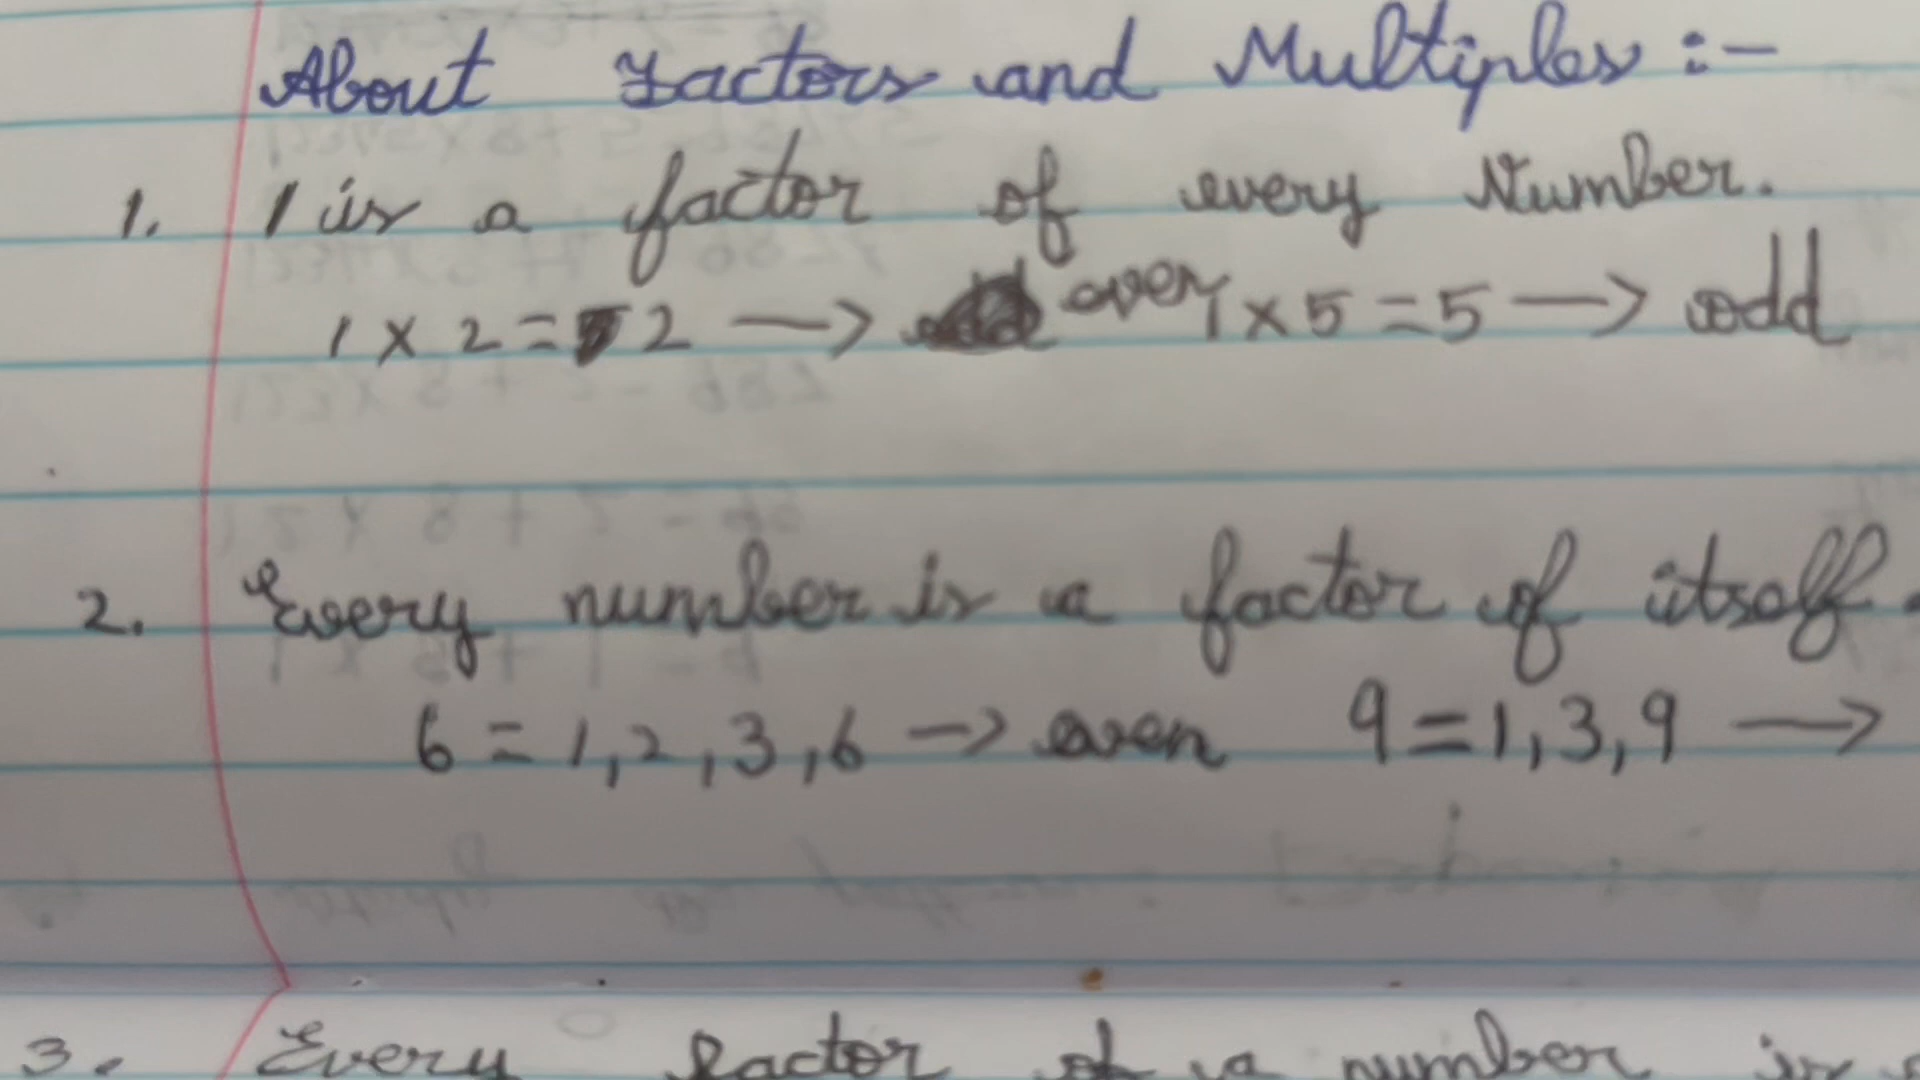 About Factors and Multiples :-
1. 1 is a factor of every Number.
1 x 2 = 2 → even 1 x 5 = 5 → odd
2. Every number is a factor of itself.
6 = 1,2,3,6 → even 9 = 1,3,9 →
3. Every factor of a number is